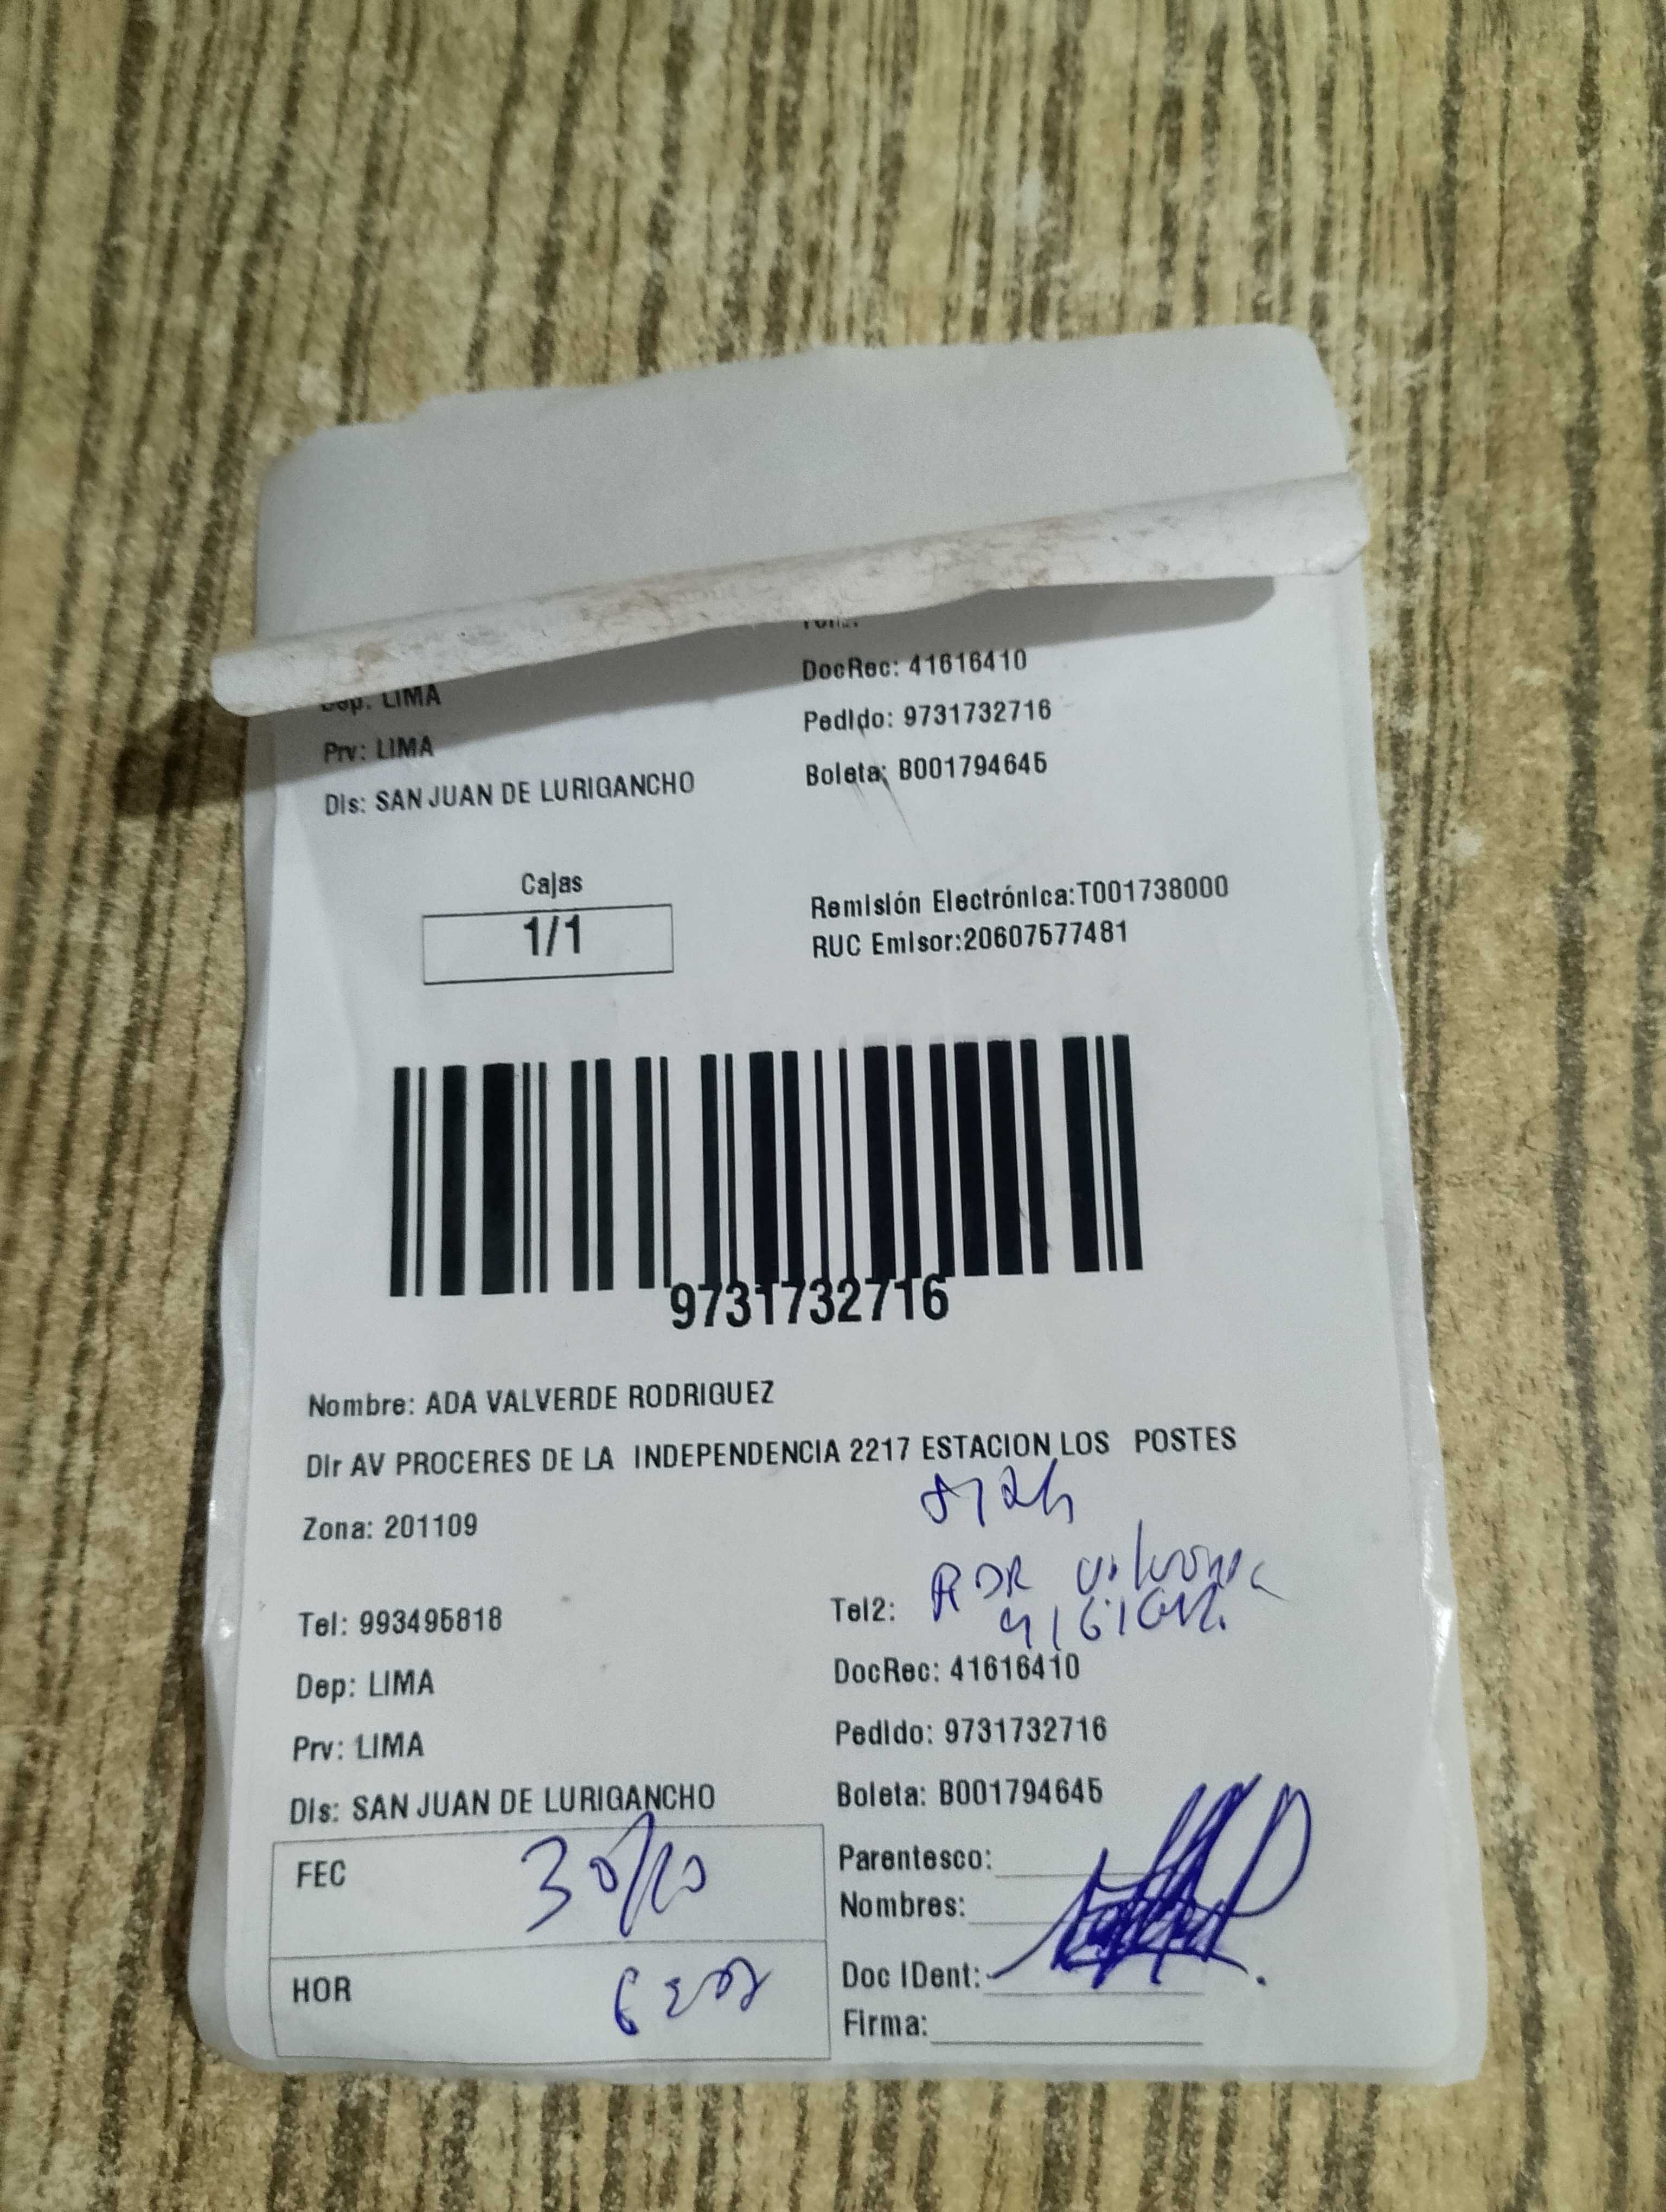 Dep: LIMA
DocRec: 41616410
Prv: LIMA
Pedido: 9731732716
Dis: SAN JUAN DE LURIGANCHO
Boleta: B001794645
Cajas
1/1
Remisión Electrónica:T001738000
RUC Emisor:20607577481
9731732716
Nombre: ADA VALVERDE RODRIGUEZ
Dir AV PROCERES DE LA INDEPENDENCIA 2217 ESTACION LOS POSTES
Zona: 201109
Tel: 993495818
Tel2:
Dep: LIMA
DocRec: 41616410
Prv: LIMA
Pedido: 9731732716
Dis: SAN JUAN DE LURIGANCHO
Boleta: B001794645
FEC 30/10
HOR
Parentesco:
Nombres:
Doc IDent:
Firma: